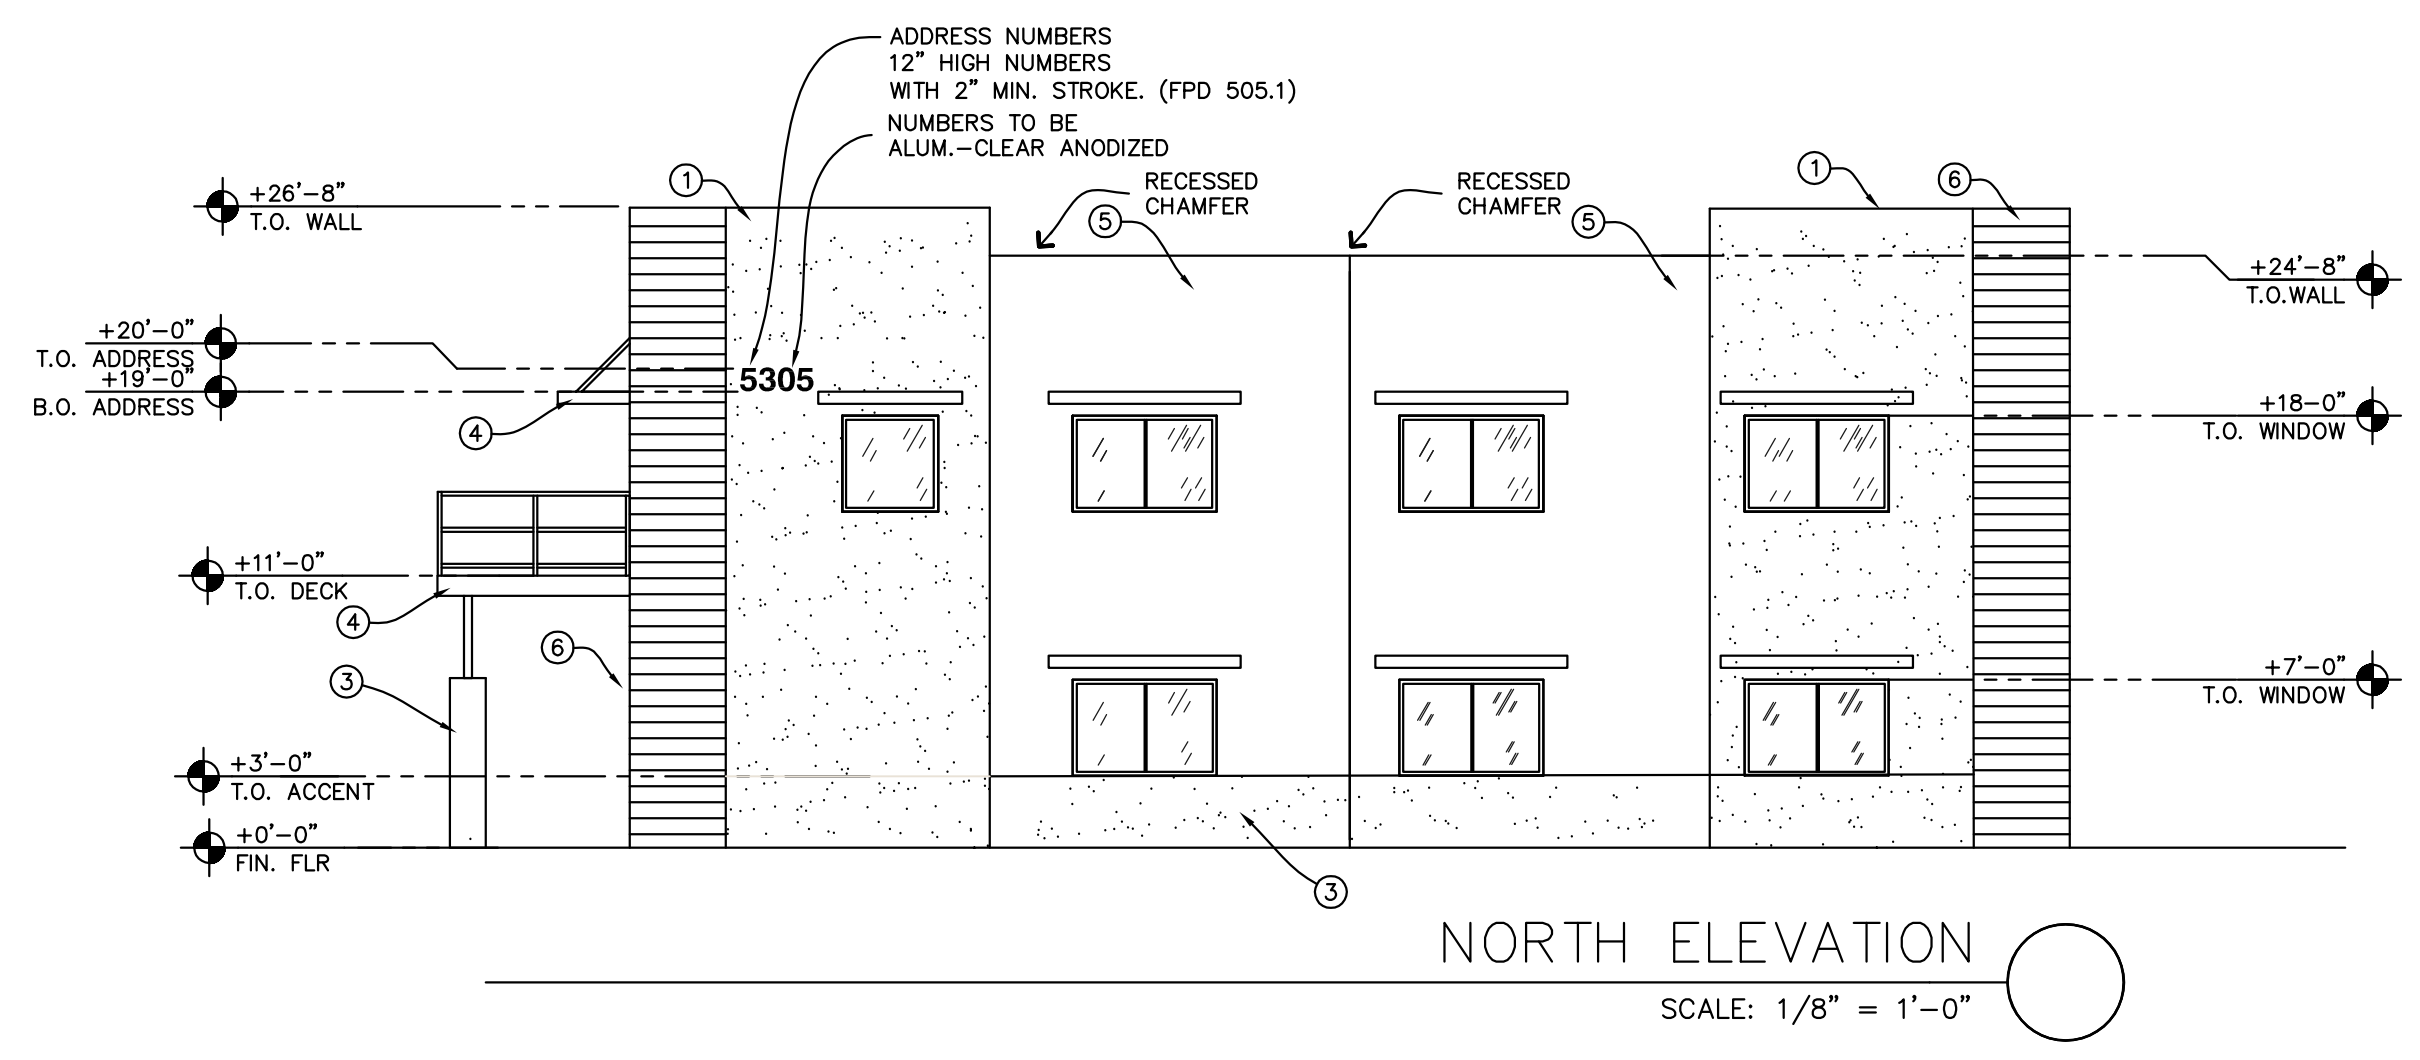 ADDRESS NUMBERS
12" HIGH NUMBERS
WITH 2" MIN. STROKE. (FPD 505.1)
NUMBERS TO BE
ALUM.-CLEAR ANODIZED
1
RECESSED
CHAMFER
5
RECESSED
CHAMFER
5
1
6
+26'-8"
T.O. WALL
+24'-8"
T.O.WALL
+20'-0"
T.O. ADDRESS
+19'-0"
B.O. ADDRESS
5305
4
+18-0"
T.O. WINDOW
+11'-0"
T.O. DECK
4
6
3
+7'-0"
T.O. WINDOW
+3'-0"
T.O. ACCENT
+0'-0"
FIN. FLR
3
NORTH ELEVATION
SCALE: 1/8" = 1'-0"